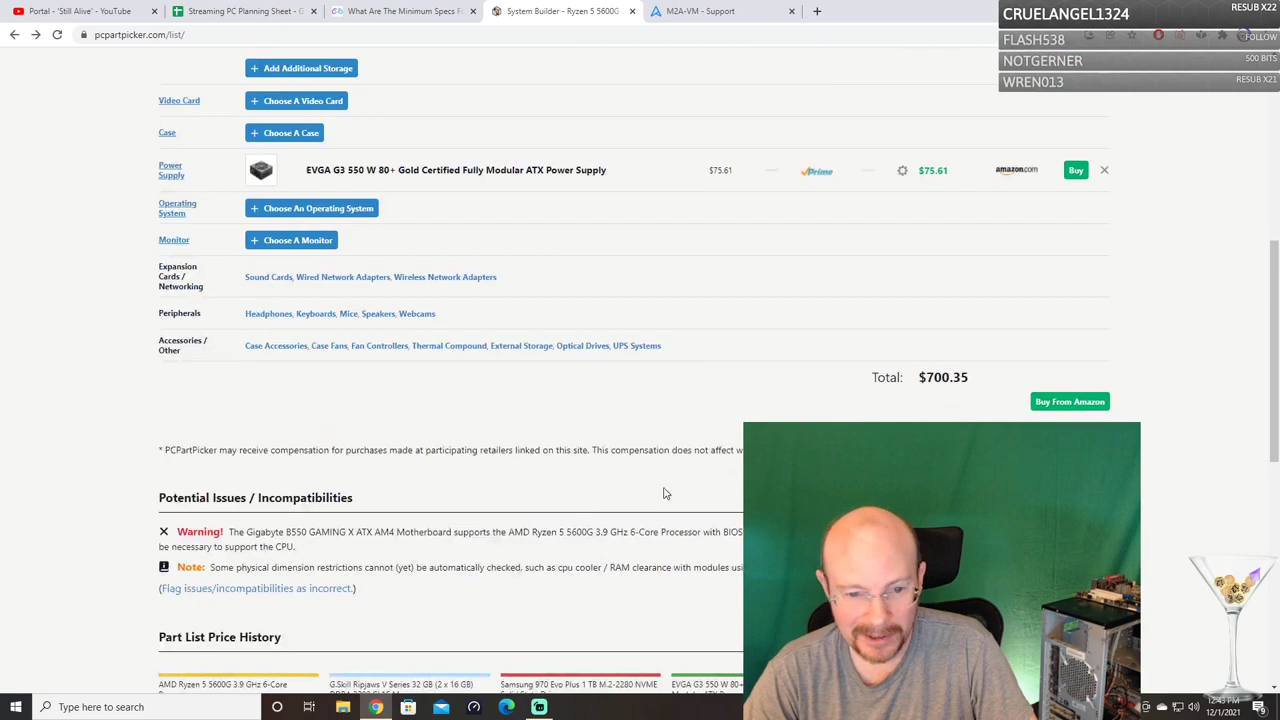 Portal - 'Still Alive' - YouTube
Streaming PC Planning Sheet - G
What Are The Minimum Specs F
System Builder - Ryzen 5 5600G
M2A-VM - Support
CRUELANGEL1324 RESUB X22
pcpartpicker.com/list/
FLASH538 FOLLOW
NOTGERNER 500 BITS
WREN013 RESUB X21
+ Add Additional Storage
Video Card + Choose A Video Card
Case + Choose A Case
Power Supply EVGA G3 550 W 80+ Gold Certified Fully Modular ATX Power Supply $75.61 Prime $75.61 amazon.com Buy
Operating System + Choose An Operating System
Monitor + Choose A Monitor
Expansion Cards / Networking Sound Cards, Wired Network Adapters, Wireless Network Adapters
Peripherals Headphones, Keyboards, Mice, Speakers, Webcams
Accessories / Other Case Accessories, Case Fans, Fan Controllers, Thermal Compound, External Storage, Optical Drives, UPS Systems
Total: $700.35
Buy From Amazon
* PCPartPicker may receive compensation for purchases made at participating retailers linked on this site. This compensation does not affect w
Potential Issues / Incompatibilities
Warning! The Gigabyte B550 GAMING X ATX AM4 Motherboard supports the AMD Ryzen 5 5600G 3.9 GHz 6-Core Processor with BIOS
be necessary to support the CPU.
Note: Some physical dimension restrictions cannot (yet) be automatically checked, such as cpu cooler / RAM clearance with modules usi
(Flag issues/incompatibilities as incorrect.)
Part List Price History
AMD Ryzen 5 5600G 3.9 GHz 6-Core
G.Skill Ripjaws V Series 32 GB (2 x 16 GB)
Samsung 970 Evo Plus 1 TB M.2-2280 NVME
EVGA G3 550 W 80+
Type here to search
12:43 PM
12/1/2021